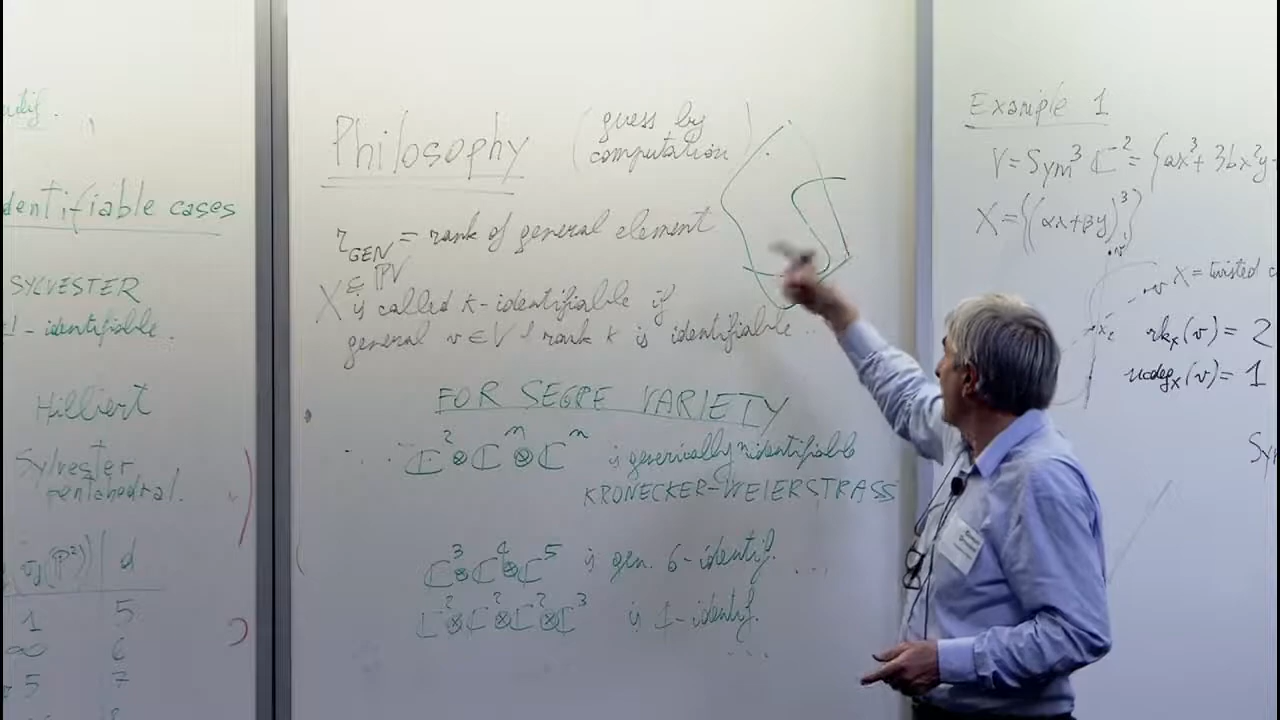 dentifiable cases
SYLVESTER
-identifiable.
Hilbert
Sylvester
Pentahedral.
d
1 5
∞ 6
5 7
Philosophy (guess by computation)
r_GEN = rank of general element
X ⊆ ℙV
is called k-identifiable if
general v ∈ V of rank k is identifiable
FOR SEGRE VARIETY
ℂ² ⊗ ℂⁿ ⊗ ℂⁿ is generically n identifiable
KRONECKER-WEIERSTRASS
ℂ³ ⊗ ℂ⁴ ⊗ ℂ⁵ is gen. 6-identif.
ℂ² ⊗ ℂ² ⊗ ℂ² ⊗ ℂ³ is 1-identif.
Example 1
V = Sym³ ℂ² = {ax³ + 3bx²y
X = {(αx+βy)³}
X = twisted c
rk_X(v) = 2
(v) = 1
Sy